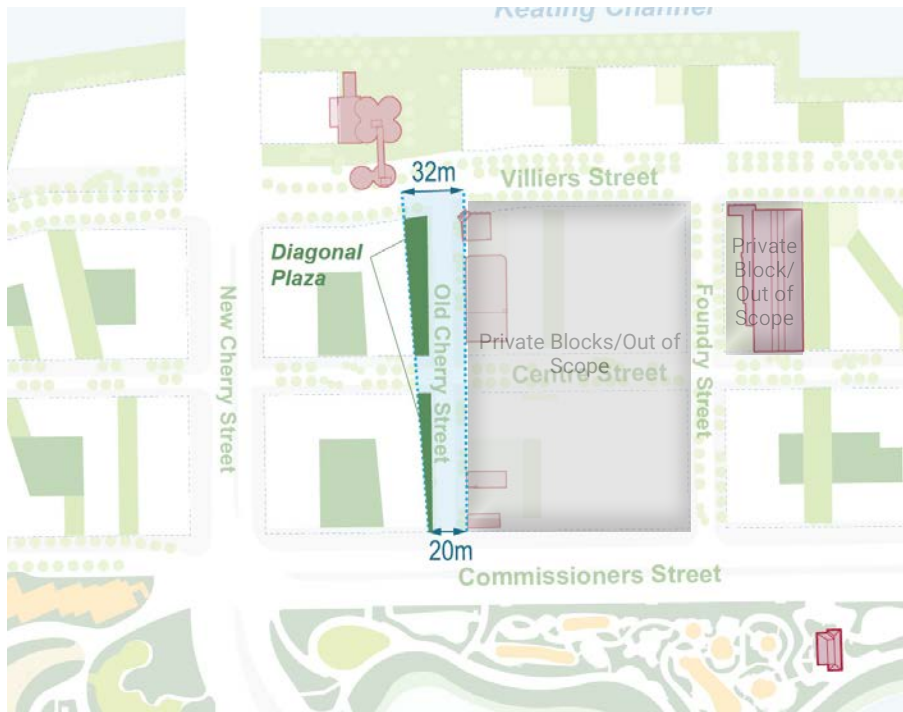 Keating Channel
32m
Villiers Street
Diagonal
Plaza
Private
Block/
Out of
Scope
New Cherry Street
Old Cherry Street
Foundry Street
Private Blocks/Out of
Scope
Centre Street
20m
Commissioners Street